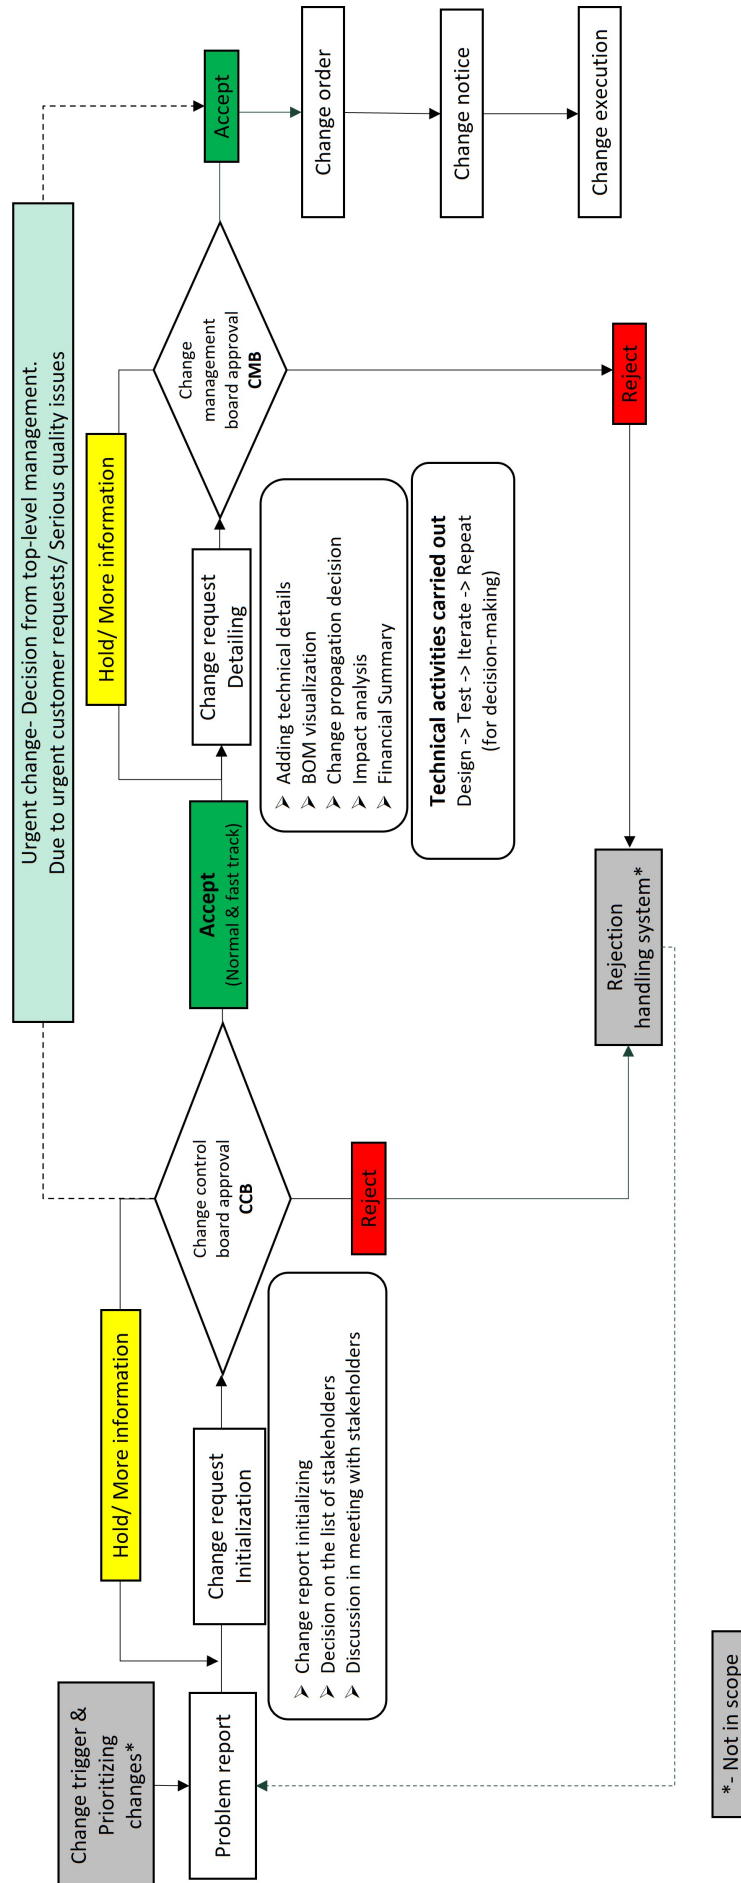 Urgent change- Decision from top-level management.
Due to urgent customer requests/ Serious quality issues
Change trigger &
Prioritizing
changes*
Hold/ More information
Hold/ More information
Problem report
Change request
Initialization
Change control
board approval
CCB
Accept
(Normal & fast track)
Change request
Detailing
Change
management
board approval
CMB
Accept
Change order
Change notice
Change execution
➢ Change report initializing
➢ Decision on the list of stakeholders
➢ Discussion in meeting with stakeholders
Reject
➢ Adding technical details
➢ BOM visualization
➢ Change propagation decision
➢ Impact analysis
➢ Financial Summary
Technical activities carried out
Design -> Test -> Iterate -> Repeat
(for decision-making)
Reject
Rejection
handling system*
*- Not in scope